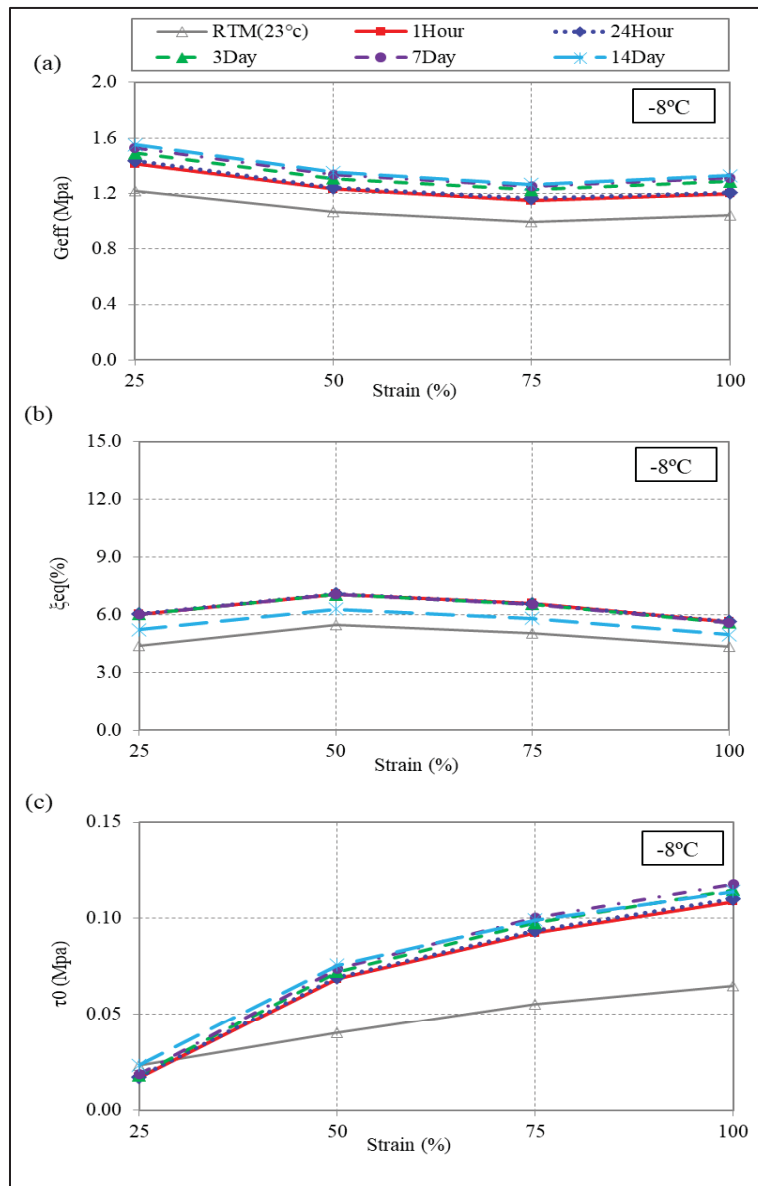 RTM(23°c) 1Hour 24Hour
3Day 7Day 14Day
(a)
-8ºC
2.0
1.6
1.2
0.8
0.4
0.0
Geff (Mpa)
25 50 75 100
Strain (%)
(b)
-8ºC
15.0
12.0
9.0
6.0
3.0
0.0
ξeq(%)
25 50 75 100
Strain (%)
(c)
-8ºC
0.15
0.10
0.05
0.00
τ0 (Mpa)
25 50 75 100
Strain (%)